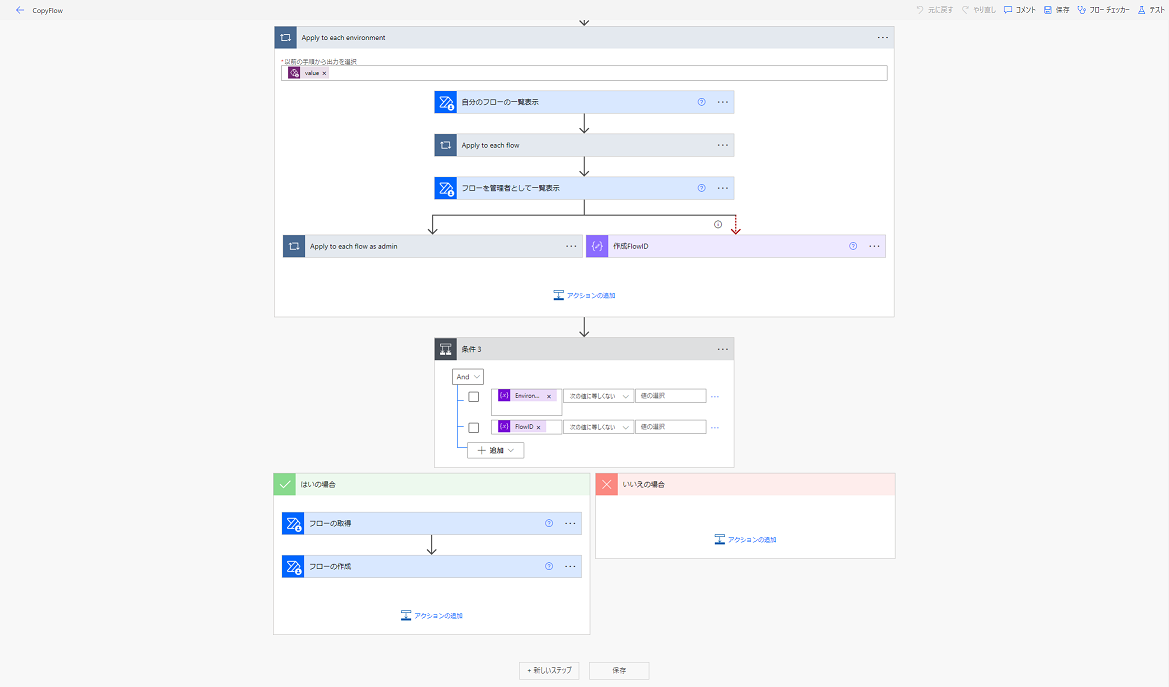 CopyFlow 元に戻す やり直し コメント 保存 フロー チェッカー テスト
Apply to each environment
*以前の手順から出力を選択
value ×
自分のフローの一覧表示
Apply to each flow
フローを管理者として一覧表示
Apply to each flow as admin
作成FlowID
アクションの追加
条件 3
And
Environ... × 次の値に等しくない 値の選択
FlowID × 次の値に等しくない 値の選択
追加
はいの場合
いいえの場合
フローの取得
フローの作成
アクションの追加
アクションの追加
+ 新しいステップ 保存